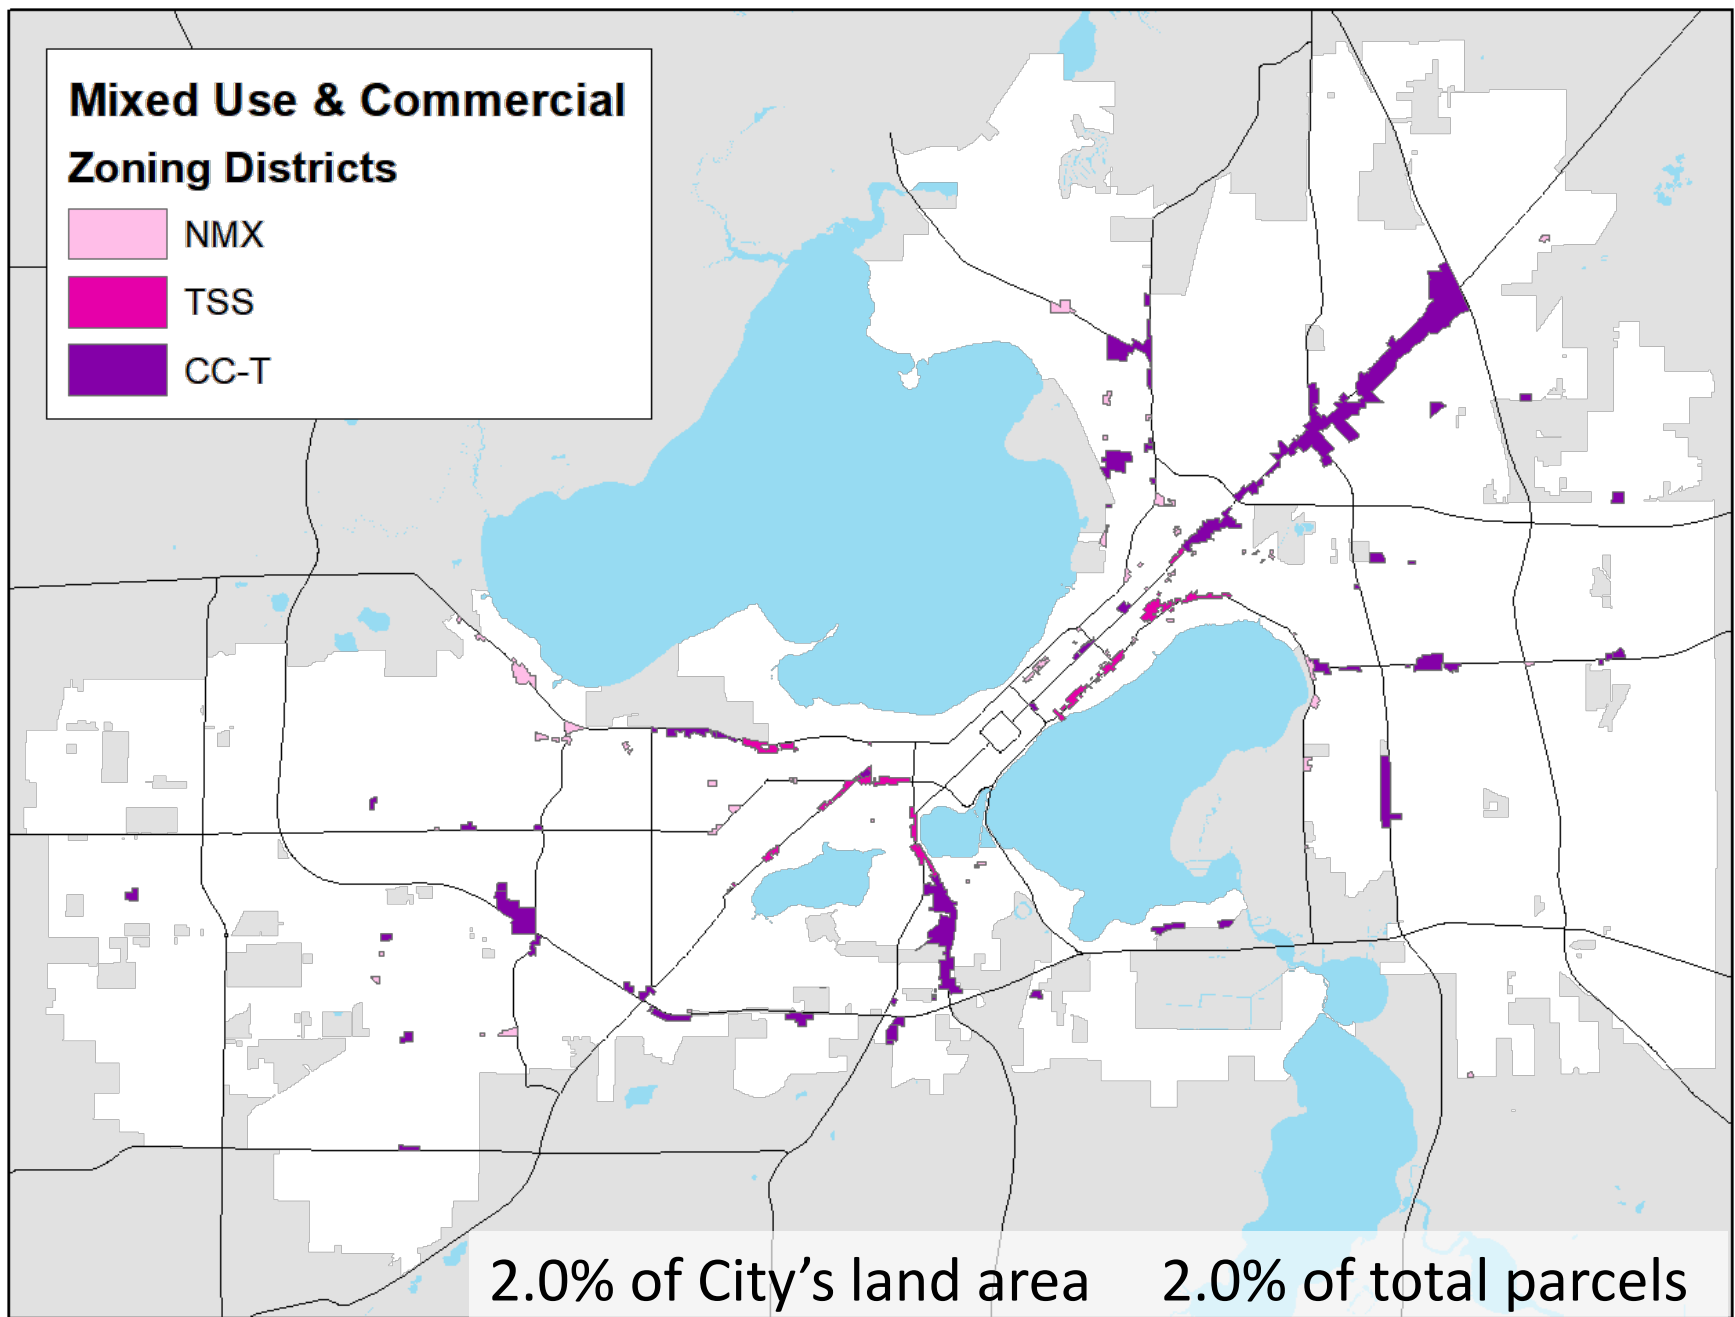 Mixed Use & Commercial
Zoning Districts
NMX
TSS
CC-T
2.0% of City’s land area 2.0% of total parcels